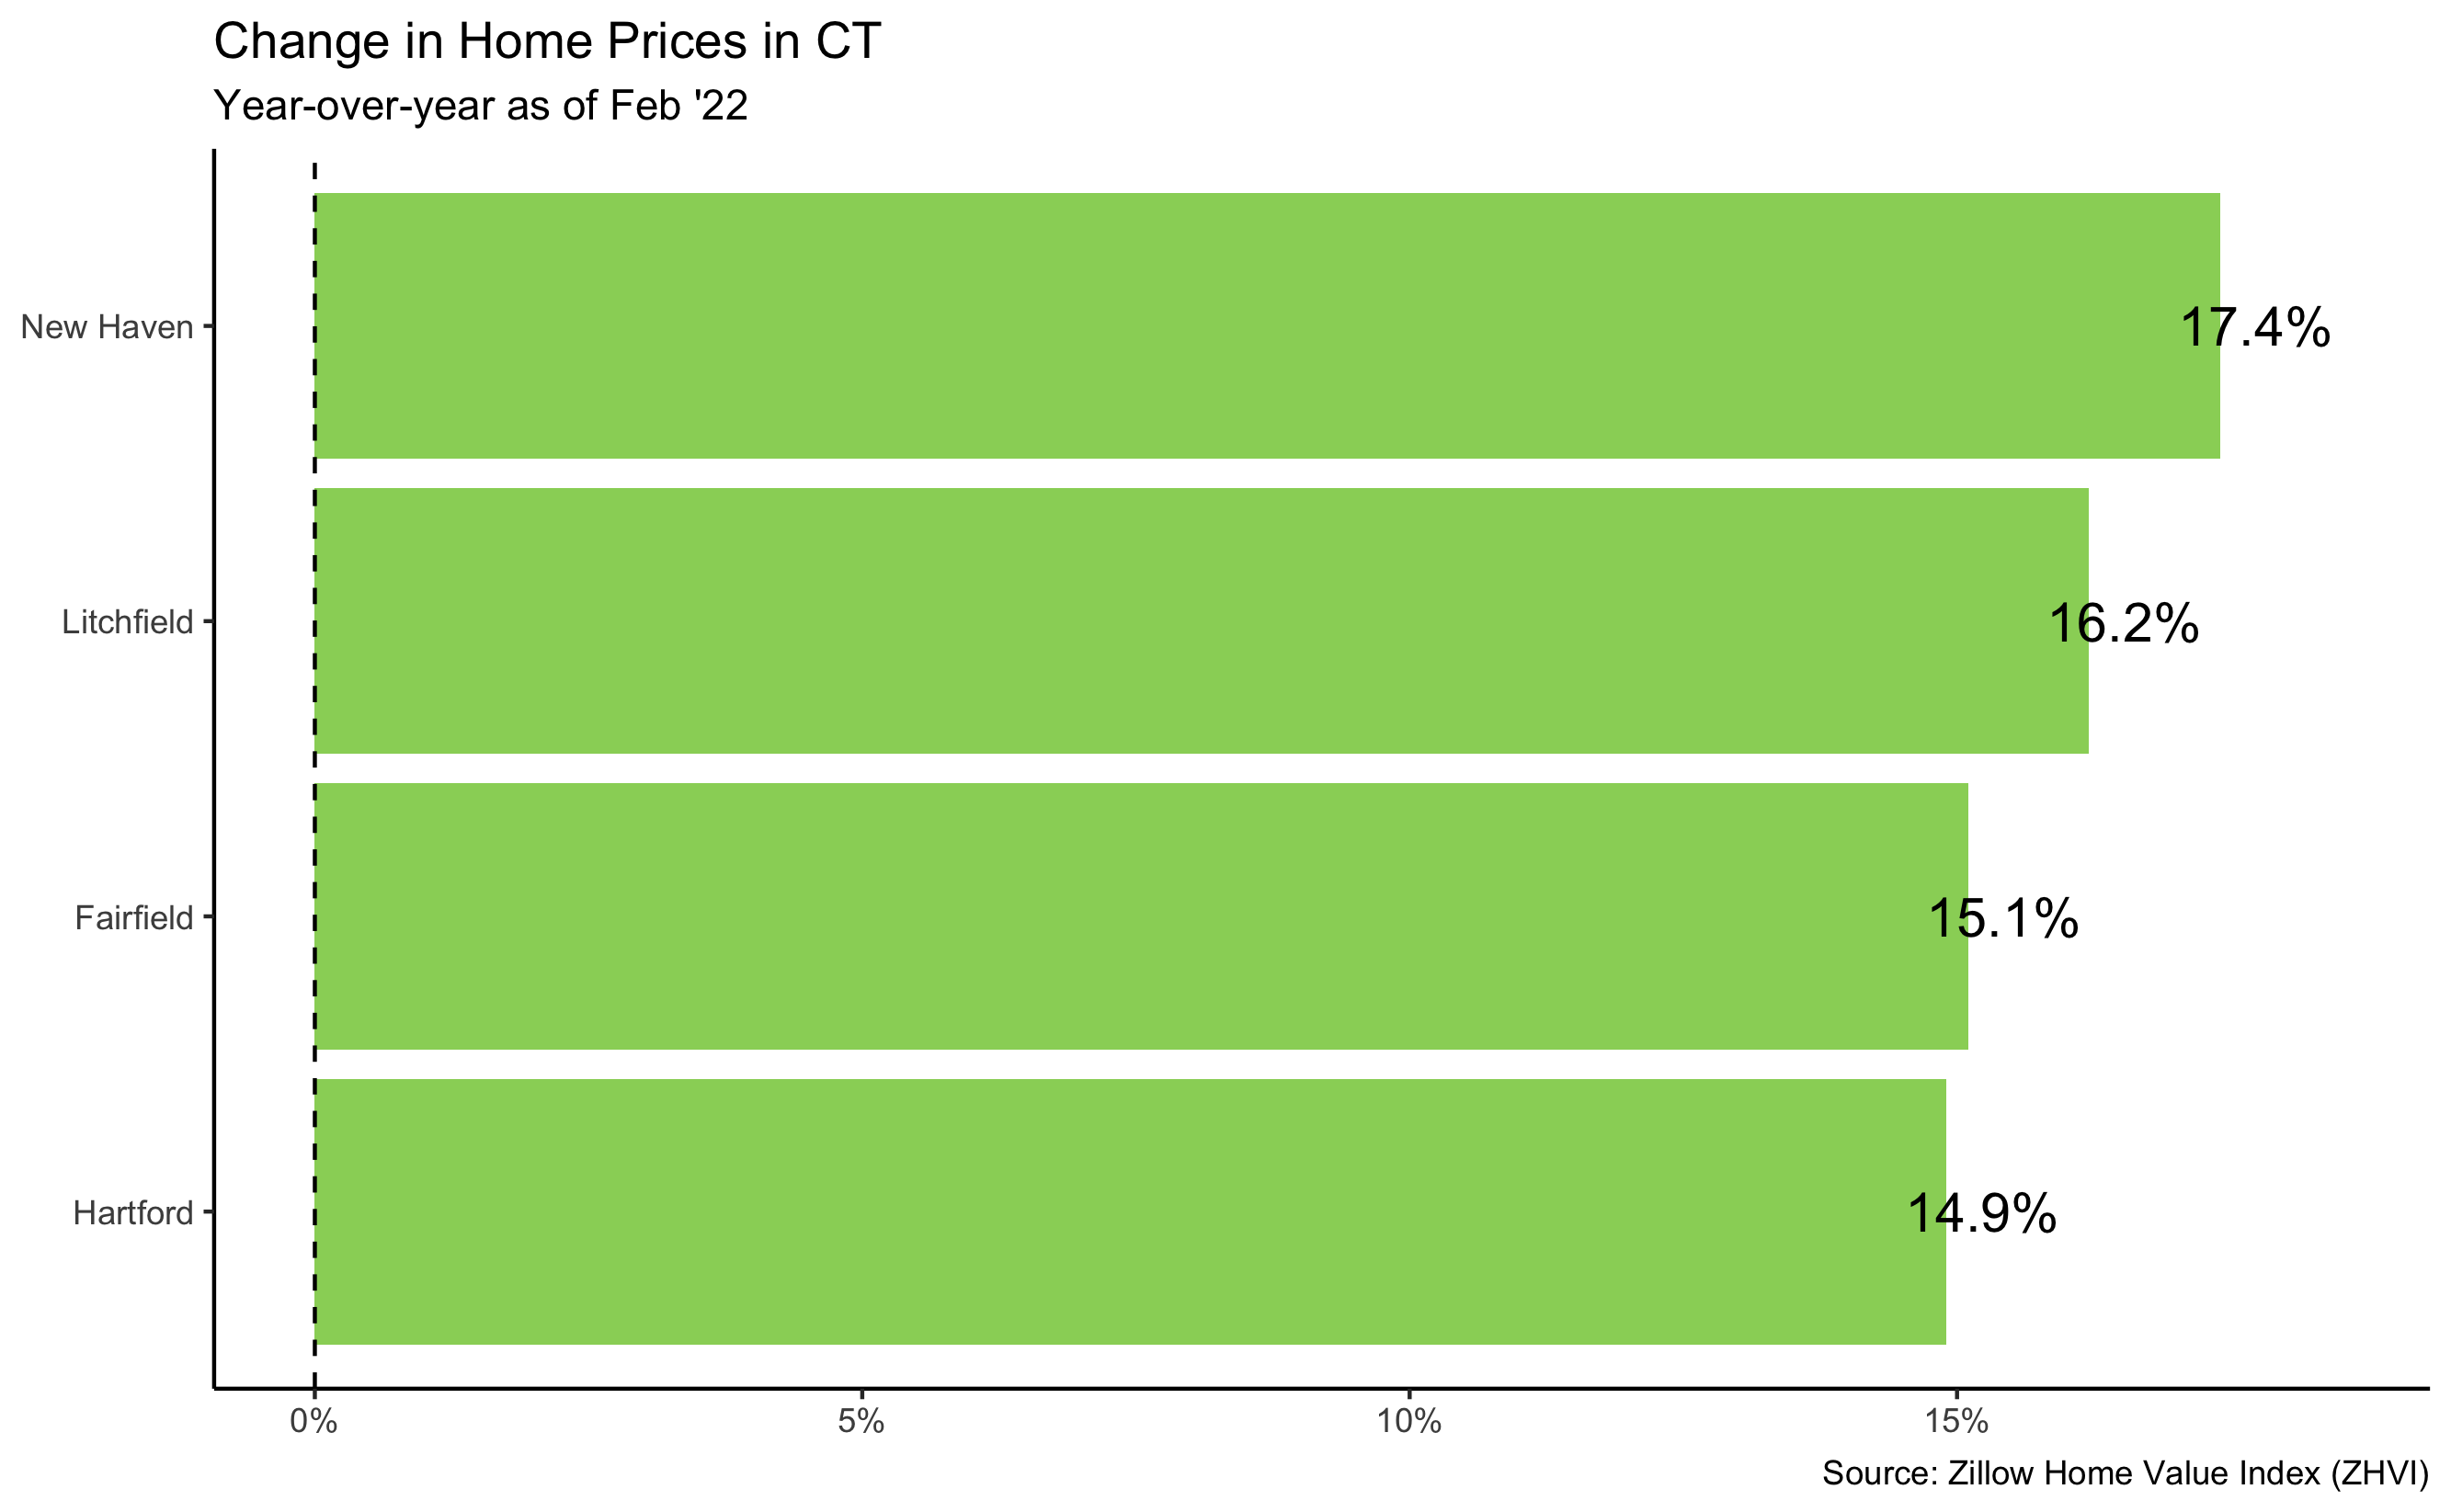 Change in Home Prices in CT
Year-over-year as of Feb '22
New Haven
17.4%
Litchfield
16.2%
Fairfield
15.1%
Hartford
14.9%
0%
5%
10%
15%
Source: Zillow Home Value Index (ZHVI)